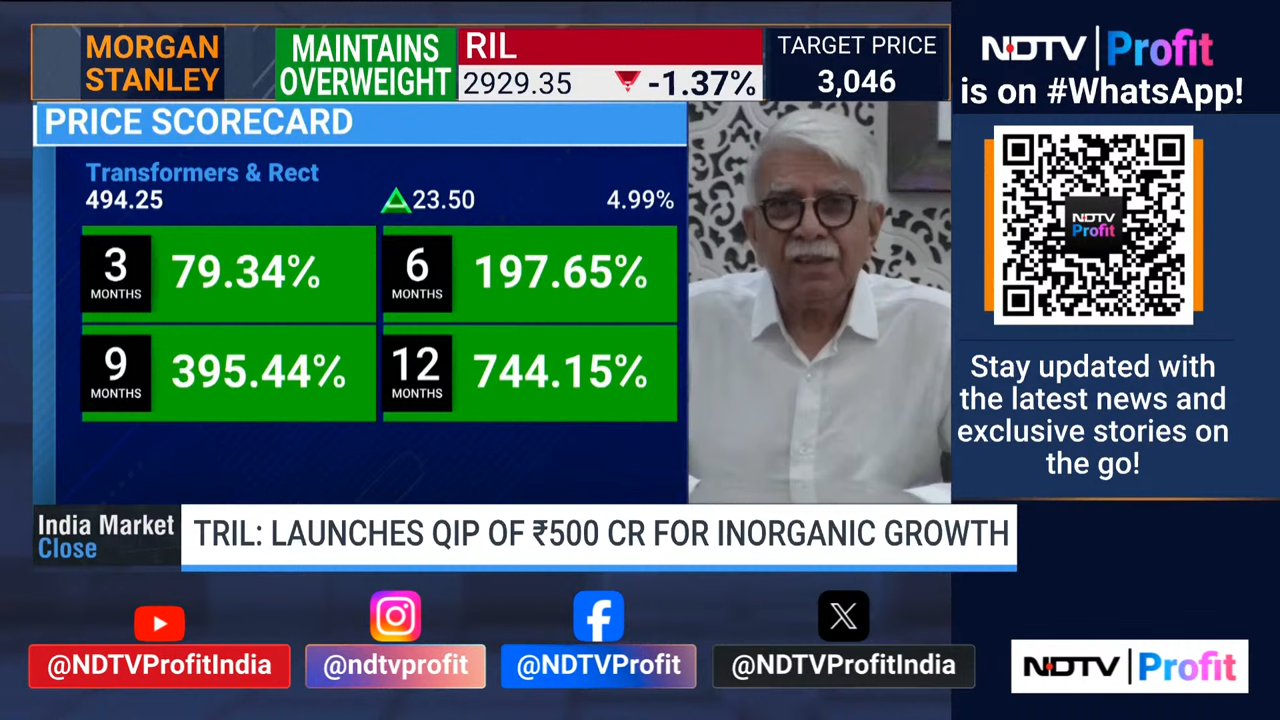 MORGAN
STANLEY
MAINTAINS
OVERWEIGHT
RIL
2929.35 -1.37%
TARGET PRICE
3,046
NDTV Profit
is on #WhatsApp!
PRICE SCORECARD
Transformers & Rect
494.25 23.50 4.99%
3 MONTHS 79.34%
6 MONTHS 197.65%
9 MONTHS 395.44%
12 MONTHS 744.15%
NDTV
Profit
Stay updated with
the latest news and
exclusive stories on
the go!
India Market
Close
TRIL: LAUNCHES QIP OF ₹500 CR FOR INORGANIC GROWTH
@NDTVProfitIndia
@ndtvprofit
@NDTVProfit
@NDTVProfitIndia
NDTV Profit